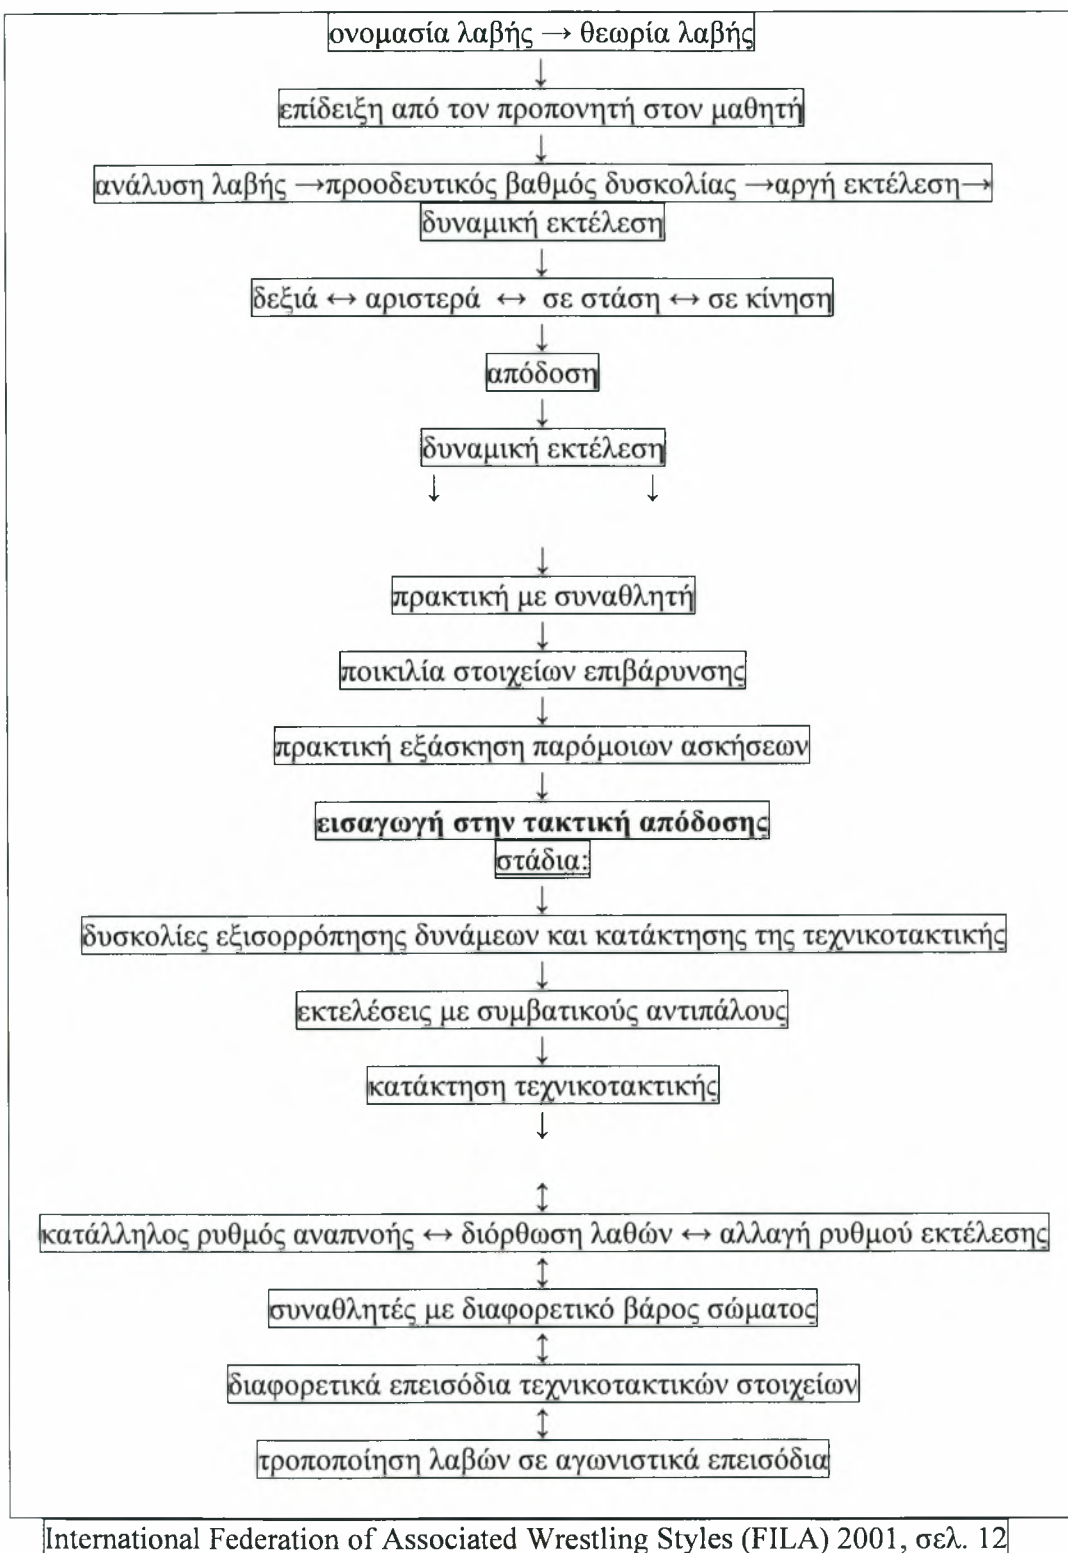 ονομασία λαβής → θεωρία λαβής
↓
επίδειξη από τον προπονητή στον μαθητή
↓
ανάλυση λαβής →προοδευτικός βαθμός δυσκολίας →αργή εκτέλεση→
δυναμική εκτέλεση
↓
δεξιά ↔ αριστερά ↔ σε στάση ↔ σε κίνηση
↓
απόδοση
↓
δυναμική εκτέλεση
↓ ↓
↓
πρακτική με συναθλητή
↓
ποικιλία στοιχείων επιβάρυνσης
↓
πρακτική εξάσκηση παρόμοιων ασκήσεων
↓
εισαγωγή στην τακτική απόδοσης
στάδια:
↓
δυσκολίες εξισορρόπησης δυνάμεων και κατάκτησης της τεχνικοτακτικής
↓
εκτελέσεις με συμβατικούς αντιπάλους
↓
κατάκτηση τεχνικοτακτικής
↓
↕
κατάλληλος ρυθμός αναπνοής ↔ διόρθωση λαθών ↔ αλλαγή ρυθμού εκτέλεσης
↕
συναθλητές με διαφορετικό βάρος σώματος
↕
διαφορετικά επεισόδια τεχνικοτακτικών στοιχείων
↕
τροποποίηση λαβών σε αγωνιστικά επεισόδια
International Federation of Associated Wrestling Styles (FILA) 2001, σελ. 12